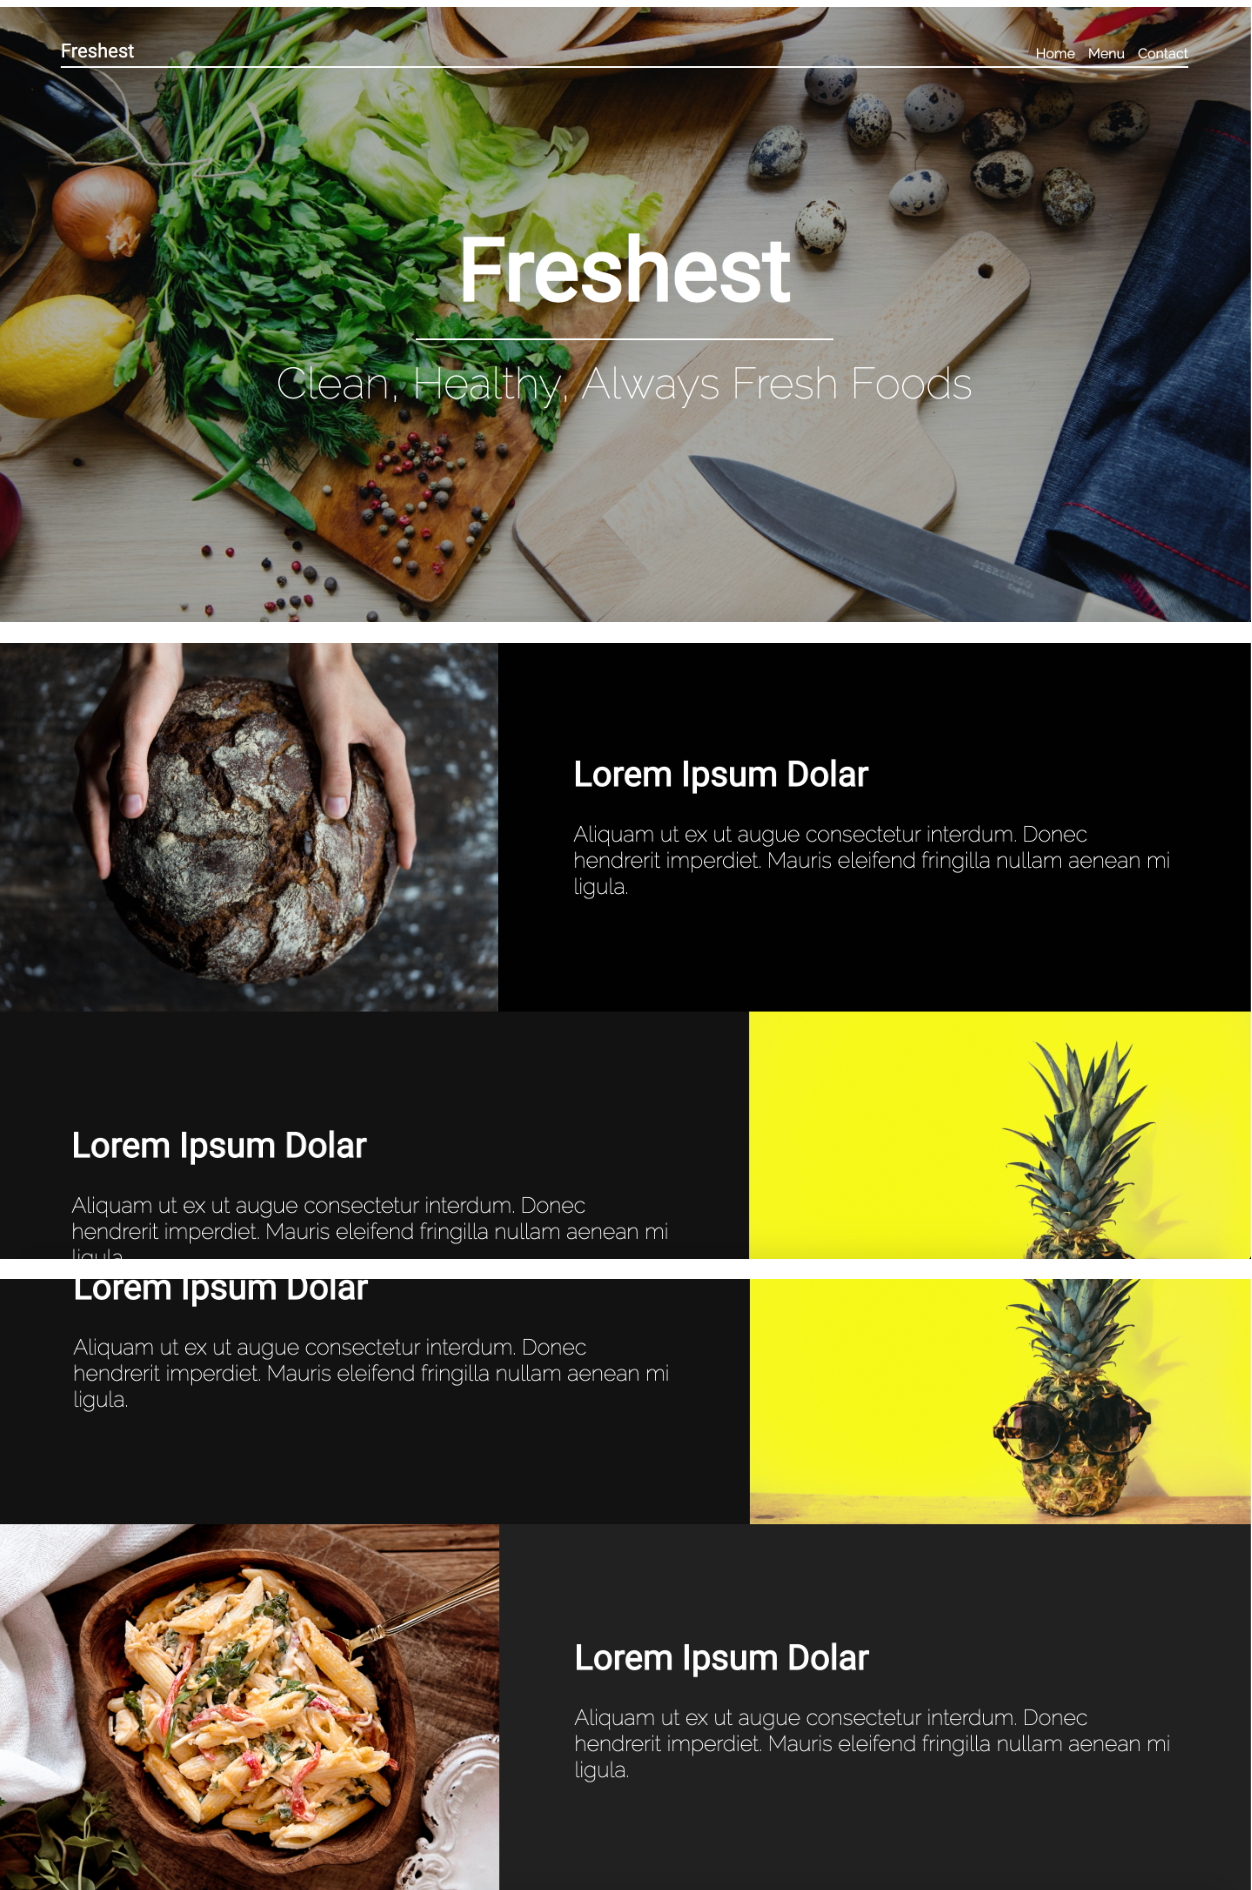 Freshest
Home Menu Contact
Freshest
Clean, Healthy, Always Fresh Foods
STERLINGO
Lorem Ipsum Dolar
Aliquam ut ex ut augue consectetur interdum. Donec
hendrerit imperdiet. Mauris eleifend fringilla nullam aenean mi
ligula.
Lorem Ipsum Dolar
Aliquam ut ex ut augue consectetur interdum. Donec
hendrerit imperdiet. Mauris eleifend fringilla nullam aenean mi
ligula.
Lorem Ipsum Dolar
Aliquam ut ex ut augue consectetur interdum. Donec
hendrerit imperdiet. Mauris eleifend fringilla nullam aenean mi
ligula.
Lorem Ipsum Dolar
Aliquam ut ex ut augue consectetur interdum. Donec
hendrerit imperdiet. Mauris eleifend fringilla nullam aenean mi
ligula.